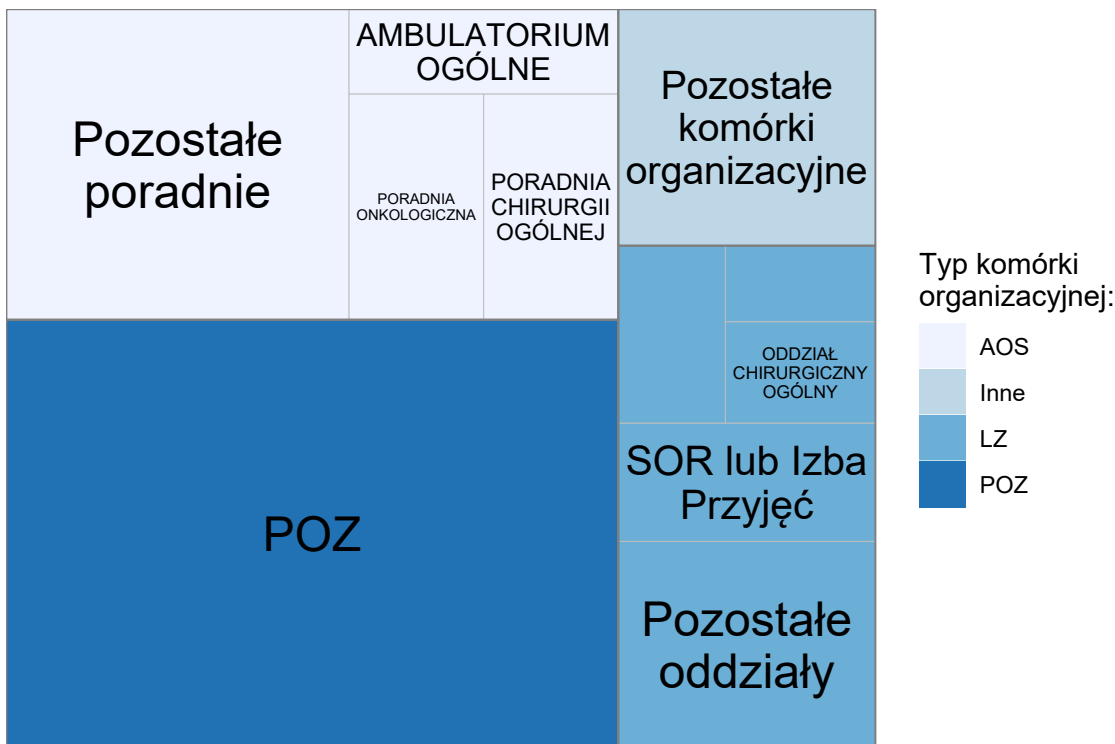 Pozostałe
poradnie
AMBULATORIUM
OGÓLNE
PORADNIA
ONKOLOGICZNA
PORADNIA
CHIRURGII
OGÓLNEJ
POZ
Pozostałe
komórki
organizacyjne
ODDZIAŁ
CHIRURGICZNY
OGÓLNY
SOR lub Izba
Przyjęć
Pozostałe
oddziały
Typ komórki
organizacyjnej:
AOS
Inne
LZ
POZ